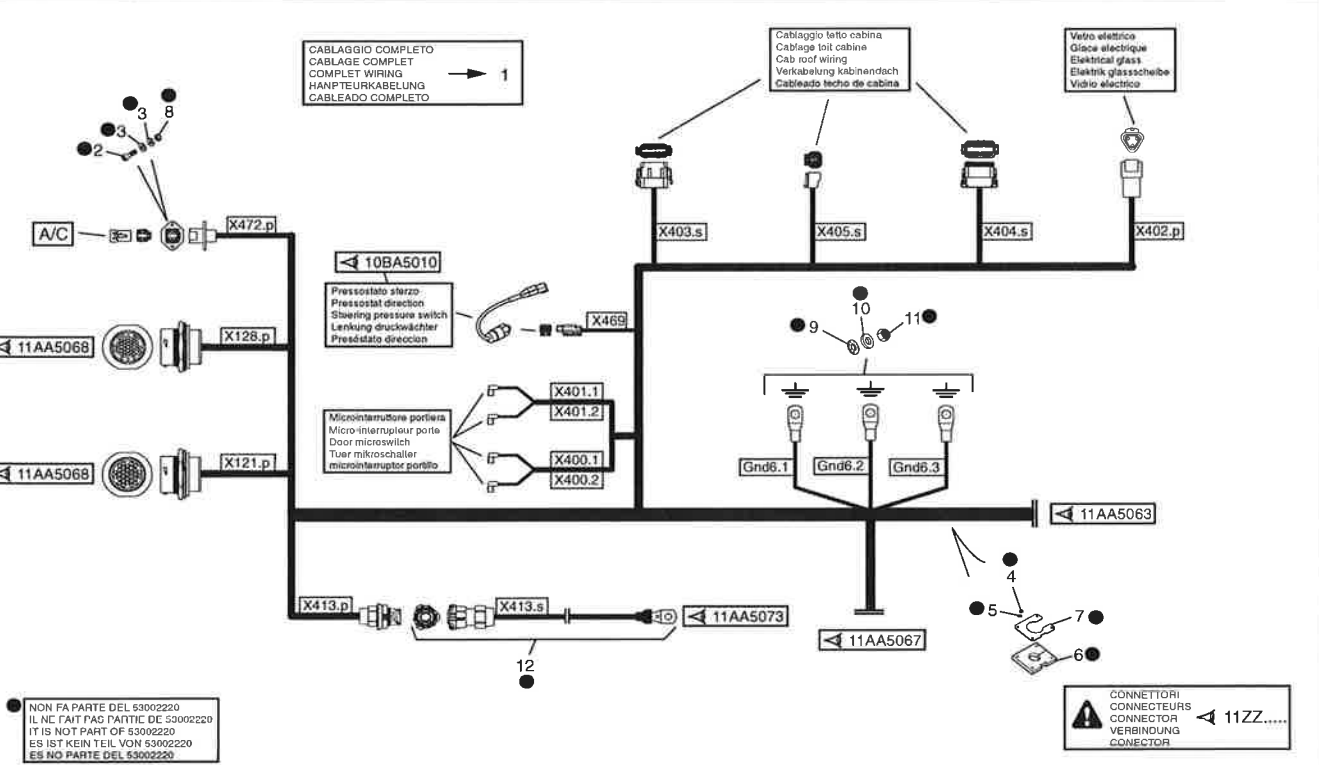 CABLAGGIO COMPLETO
CABLAGE COMPLET
COMPLET WIRING
HANPTEURKABELUNG
CABLEADO COMPLETO
1
Cablaggio tetto cabina
Cablage toit cabine
Cab roof wiring
Verkabelung kabinendach
Cableado techo de cabina
Vetro elettrico
Glace electrique
Elektrical glass
Elektrik glassscheibe
Vidrio electrico
3
8
3
2
A/C
X472.p
X403.s
X405.s
X404.s
X402.p
10BA5010
Pressostato sterzo
Pressostat direction
Steering pressure switch
Lenkung druckwächter
Presòstato direccion
X469
10
9
11
11AA5068
X128.p
Microinterruttore portiera
Micro-interrupteur porte
Door microswitch
Tuer mikroschaller
microinterruptor portillo
X401.1
X401.2
X400.1
X400.2
11AA5068
X121.p
Gnd6.1
Gnd6.2
Gnd6.3
11AA5063
4
5
7
6
X413.p
X413.s
11AA5073
12
11AA5067
NON FA PARTE DEL 53002220
IL NE FAIT PAS PARTIE DE 53002220
IT IS NOT PART OF 53002220
ES IST KEIN TEIL VON 53002220
ES NO PARTE DEL 53002220
CONNETTORI
CONNECTEURS
CONNECTOR
VERBINDUNG
CONECTOR
11ZZ.....